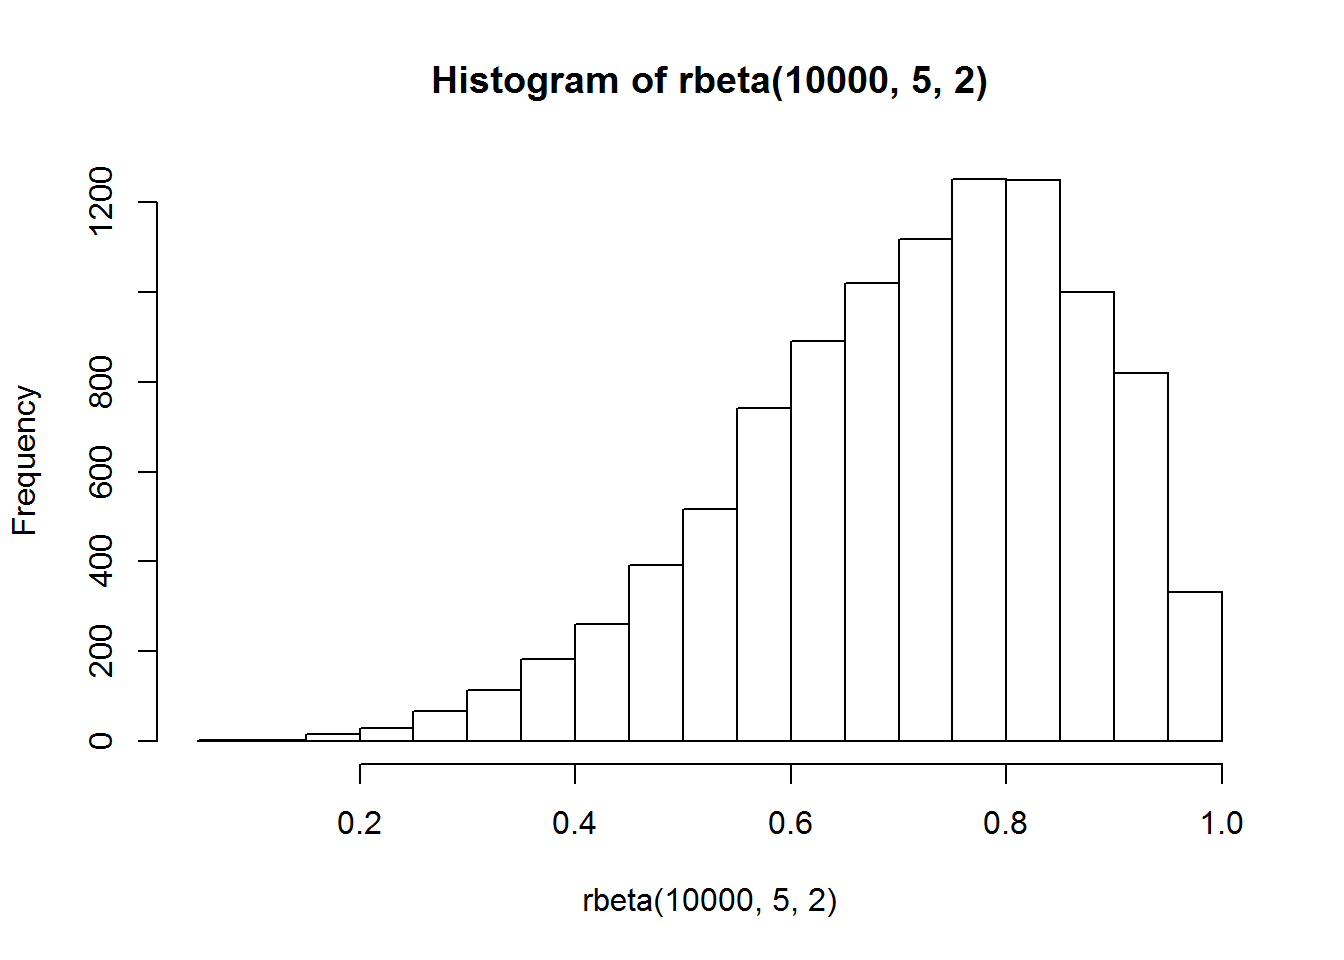 Histogram of rbeta(10000, 5, 2)
Frequency
1200
800
600
400
200
0
0.2 0.4 0.6 0.8 1.0
rbeta(10000, 5, 2)